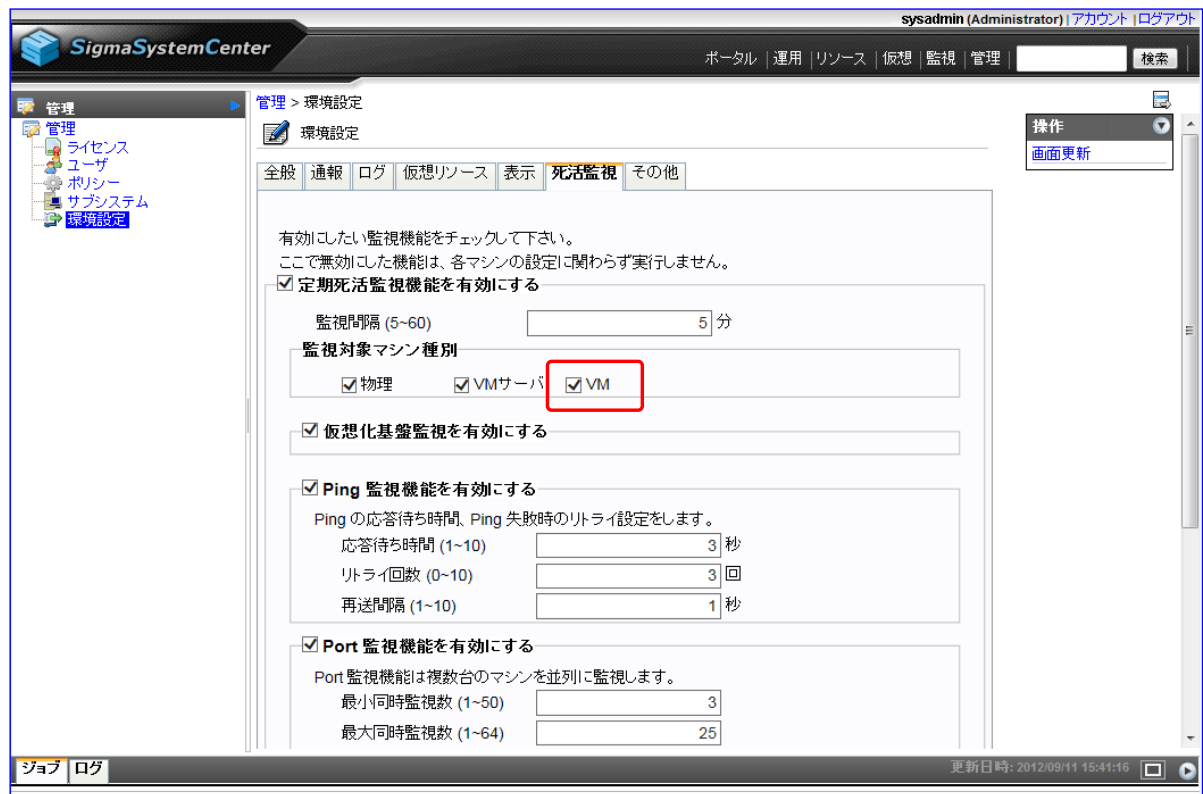 sysadmin (Administrator) | アカウント | ログアウト
SigmaSystemCenter
ポータル | 運用 | リソース | 仮想 | 監視 | 管理 | 検索
管理
管理
ライセンス
ユーザ
ポリシー
サブシステム
環境設定
管理 > 環境設定
環境設定
全般 通報 ログ 仮想リソース 表示 死活監視 その他
有効にしたい監視機能をチェックして下さい。
ここで無効にした機能は、各マシンの設定に関わらず実行しません。
定期死活監視機能を有効にする
監視間隔 (5~60) 5 分
監視対象マシン種別
物理 VMサーバ VM
仮想化基盤監視を有効にする
Ping 監視機能を有効にする
Ping の応答待ち時間、Ping 失敗時のリトライ設定をします。
応答待ち時間 (1~10) 3 秒
リトライ回数 (0~10) 3 回
再送間隔 (1~10) 1 秒
Port 監視機能を有効にする
Port 監視機能は複数台のマシンを並列に監視します。
最小同時監視数 (1~50) 3
最大同時監視数 (1~64) 25
操作
画面更新
ジョブ ログ
更新日時: 2012/09/11 15:41:16